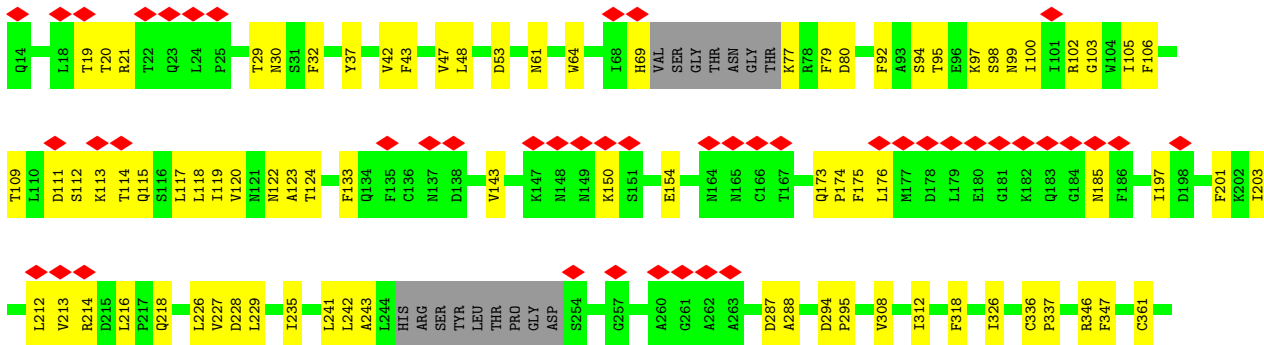 Q14 L18 T19 T20 R21 T22 Q23 L24 P25 T29 N30 S31 F32 Y37 V42 F43 V47 L48 D53 N61 W64 I68 H69 VAL SER GLY THR ASN GLY THR K77 R78 F79 D80 F92 A93 S94 T95 E96 K97 S98 N99 I100 I101 R102 G103 W104 I105 F106
T109 L110 D111 S112 K113 T114 Q115 S116 L117 L118 I119 V120 N121 N122 A123 T124 F133 Q134 F135 C136 N137 D138 V143 K147 N148 N149 K150 S151 E154 N164 N165 C166 T167 Q173 P174 F175 L176 M177 D178 L179 E180 G181 K182 Q183 G184 N185 F186 I197 D198 F201 K202 I203
L212 V213 R214 D215 L216 P217 Q218 L226 V227 D228 L229 I235 L241 L242 A243 L244 HIS ARG SER TYR LEU THR PRO GLY ASP S254 G257 A260 G261 A262 A263 D287 A288 D294 P295 V308 I312 F318 I326 C336 P337 R346 F347 C361